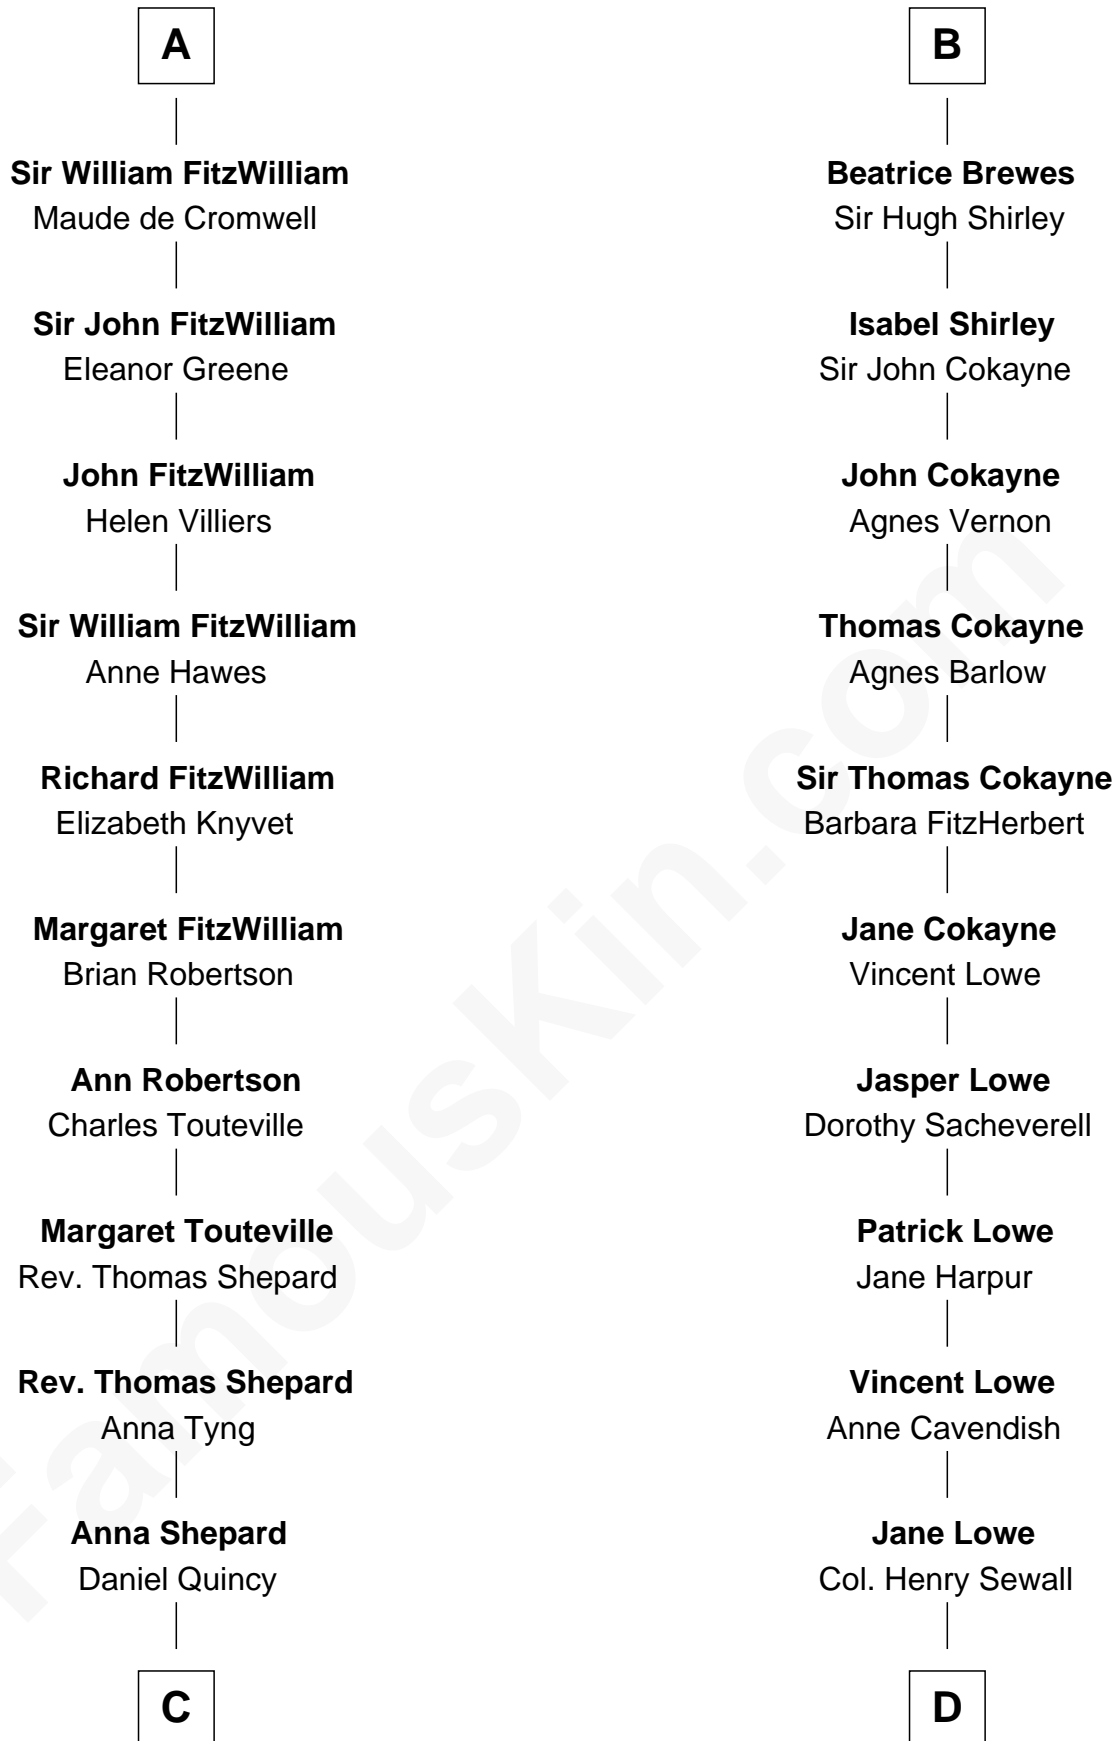 A
Sir William FitzWilliam
Maude de Cromwell
Sir John FitzWilliam
Eleanor Greene
John FitzWilliam
Helen Villiers
Sir William FitzWilliam
Anne Hawes
Richard FitzWilliam
Elizabeth Knyvet
Margaret FitzWilliam
Brian Robertson
Ann Robertson
Charles Touteville
Margaret Touteville
Rev. Thomas Shepard
Rev. Thomas Shepard
Anna Tyng
Anna Shepard
Daniel Quincy
C
B
Beatrice Brewes
Sir Hugh Shirley
Isabel Shirley
Sir John Cokayne
John Cokayne
Agnes Vernon
Thomas Cokayne
Agnes Barlow
Sir Thomas Cokayne
Barbara FitzHerbert
Jane Cokayne
Vincent Lowe
Jasper Lowe
Dorothy Sacheverell
Patrick Lowe
Jane Harpur
Vincent Lowe
Anne Cavendish
Jane Lowe
Col. Henry Sewall
D
FamousKin.com